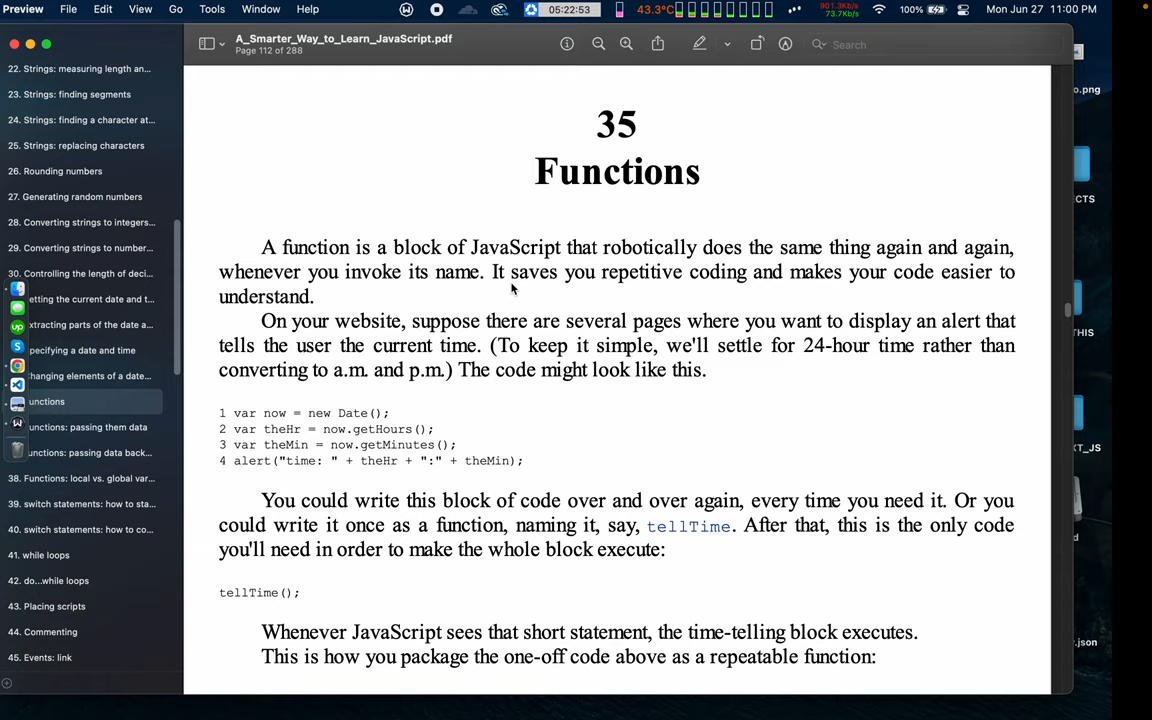 Preview File Edit View Go Tools Window Help 05:22:53 43.3°C 901.3Kb/s 73.7Kb/s 100% Mon Jun 27 11:00 PM
A_Smarter_Way_to_Learn_JavaScript.pdf
Page 112 of 288
Search
22. Strings: measuring length an...
23. Strings: finding segments
24. Strings: finding a character at...
25. Strings: replacing characters
26. Rounding numbers
27. Generating random numbers
28. Converting strings to integers...
29. Converting strings to number...
30. Controlling the length of deci...
etting the current date and t...
xtracting parts of the date a...
pecifying a date and time
hanging elements of a date...
unctions
unctions: passing them data
unctions: passing data back...
38. Functions: local vs. global var...
39. switch statements: how to sta...
40. switch statements: how to co...
41. while loops
42. do...while loops
43. Placing scripts
44. Commenting
45. Events: link
35
Functions
A function is a block of JavaScript that robotically does the same thing again and again,
whenever you invoke its name. It saves you repetitive coding and makes your code easier to
understand.
On your website, suppose there are several pages where you want to display an alert that
tells the user the current time. (To keep it simple, we'll settle for 24-hour time rather than
converting to a.m. and p.m.) The code might look like this.
1 var now = new Date();
2 var theHr = now.getHours();
3 var theMin = now.getMinutes();
4 alert("time: " + theHr + ":" + theMin);
You could write this block of code over and over again, every time you need it. Or you
could write it once as a function, naming it, say, tellTime. After that, this is the only code
you'll need in order to make the whole block execute:
tellTime();
Whenever JavaScript sees that short statement, the time-telling block executes.
This is how you package the one-off code above as a repeatable function:
o.png
ECTS
THIS
XT_JS
d
.json